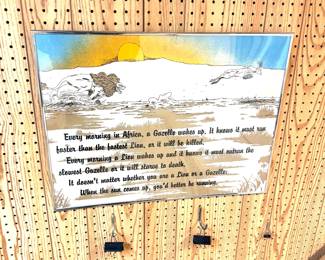 Every morning in Africa, a Gazelle wakes up. It knows it must run
faster than the fastest Lion, or it will be killed.
Every morning a Lion wakes up and it knows it must outrun the
slowest Gazelle or it will starve to death.
It doesn't matter whether you are a Lion or a Gazelle:
When the sun comes up, you'd better be running.